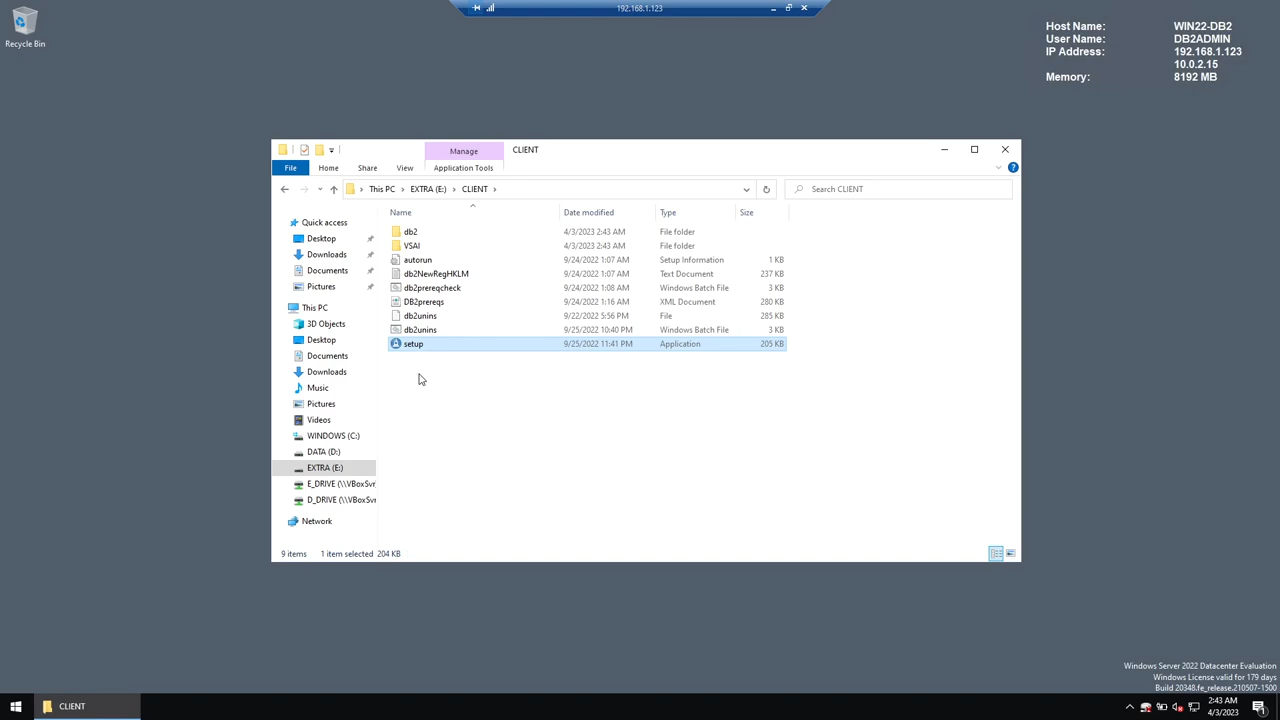 192.168.1.123
Recycle Bin
Host Name: WIN22-DB2
User Name: DB2ADMIN
IP Address: 192.168.1.123
10.0.2.15
Memory: 8192 MB
Manage
CLIENT
File Home Share View Application Tools
This PC EXTRA (E:) CLIENT
Search CLIENT
Name Date modified Type Size
Quick access
Desktop
Downloads
Documents
Pictures
This PC
3D Objects
Desktop
Documents
Downloads
Music
Pictures
Videos
WINDOWS (C:)
DATA (D:)
EXTRA (E:)
E_DRIVE (\\VBoxSvr
D_DRIVE (\\VBoxSvr
Network
db2 4/3/2023 2:43 AM File folder
VSAI 4/3/2023 2:43 AM File folder
autorun 9/24/2022 1:07 AM Setup Information 1 KB
db2NewRegHKLM 9/24/2022 1:07 AM Text Document 237 KB
db2prereqcheck 9/24/2022 1:08 AM Windows Batch File 3 KB
DB2prereqs 9/24/2022 1:16 AM XML Document 280 KB
db2unins 9/22/2022 5:56 PM File 285 KB
db2unins 9/25/2022 10:40 PM Windows Batch File 3 KB
setup 9/25/2022 11:41 PM Application 205 KB
9 items 1 item selected 204 KB
Windows Server 2022 Datacenter Evaluation
Windows License valid for 179 days
Build 20348.fe_release.210507-1500
CLIENT
2:43 AM
4/3/2023
1